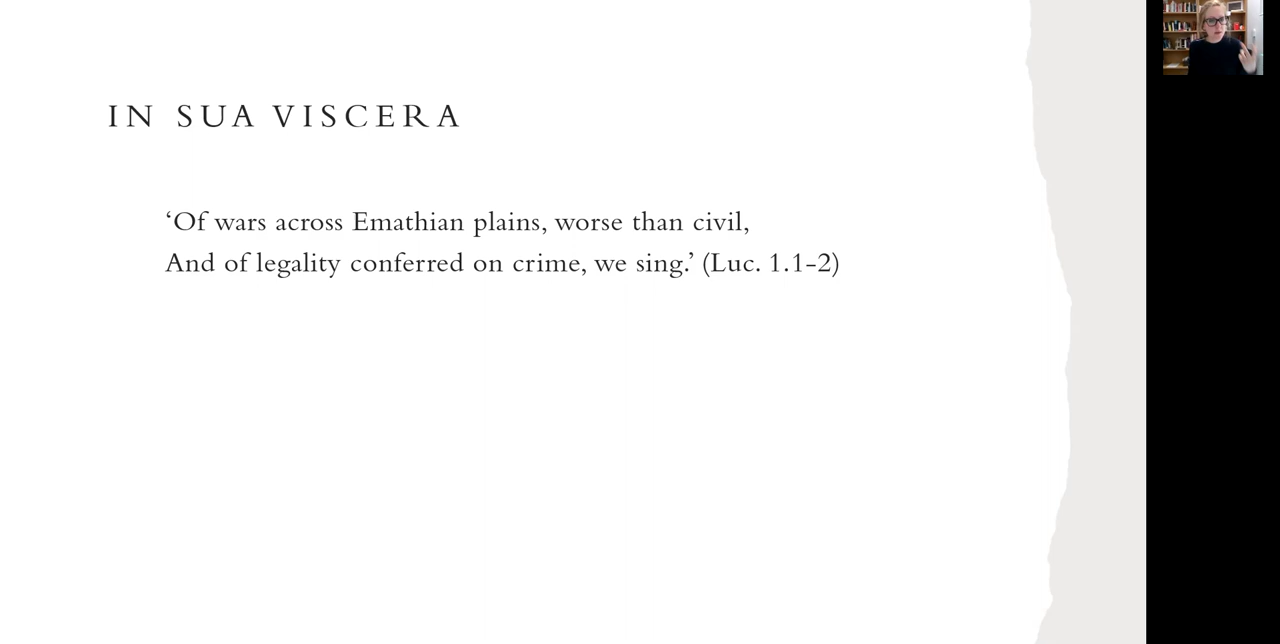 IN SUA VISCERA
‘Of wars across Emathian plains, worse than civil,
And of legality conferred on crime, we sing.’ (Luc. 1.1-2)